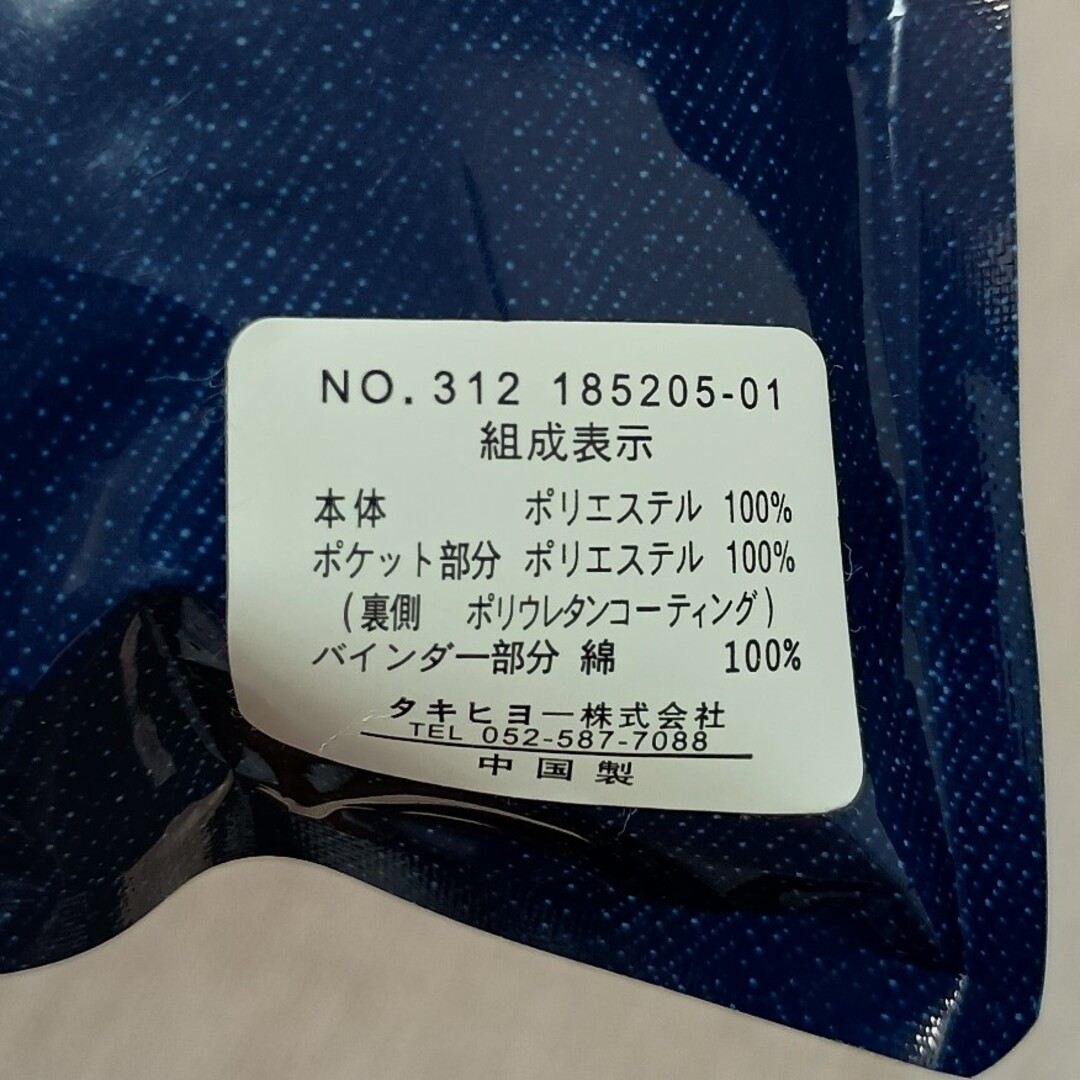 NO. 312 185205-01
組成表示
本体 ポリエステル 100%
ポケット部分 ポリエステル 100%
(裏側 ポリウレタンコーティング)
バインダー部分 綿 100%
タキヒヨー株式会社
TEL 052-587-7088
中国製